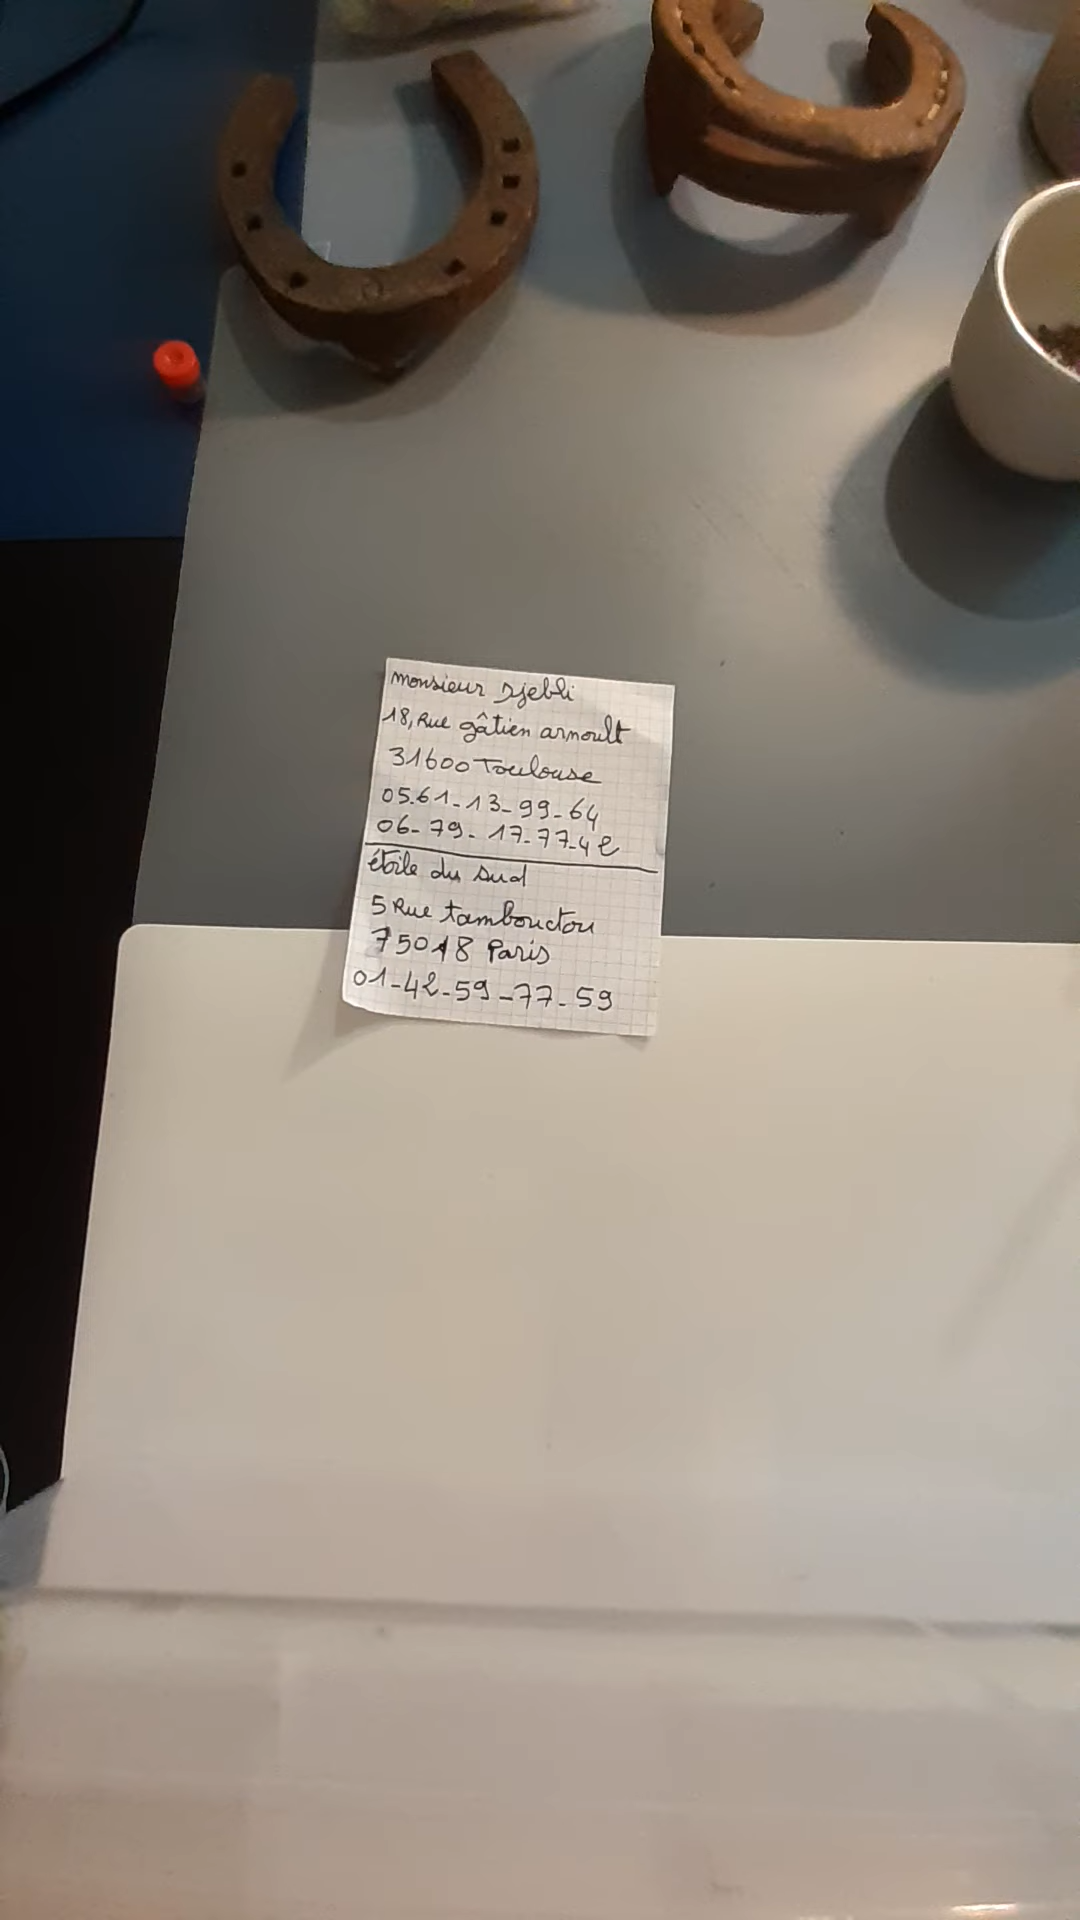 monsieur Djebli
18, Rue gâtien arnoult
31600 Toulouse
05.61-13-99-64
06-79-17-77-42
étoile du sud
5 Rue tombouctou
75018 Paris
01-42-59-77-59